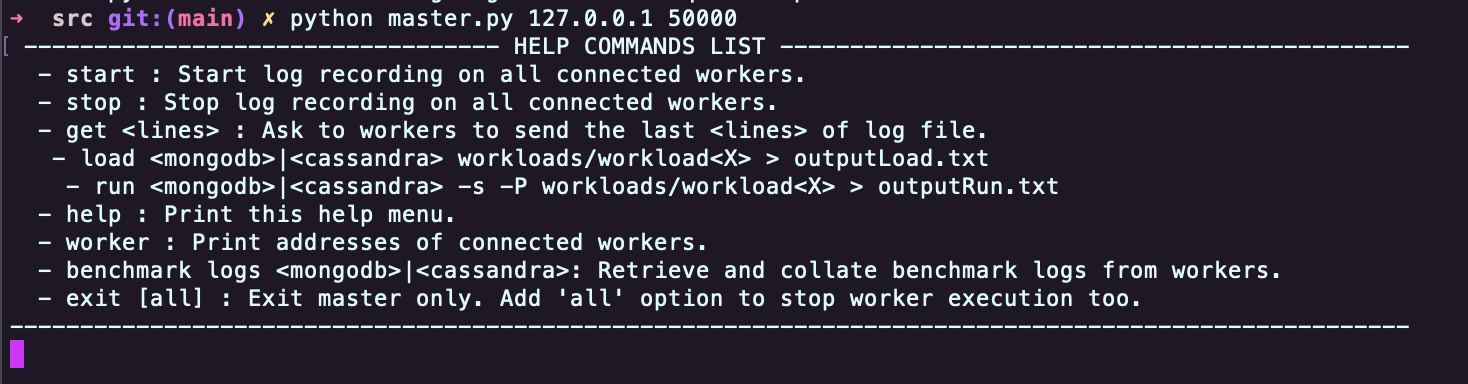 ➜  src git:(main) ✗ python master.py 127.0.0.1 50000
[ ---------------------------------- HELP COMMANDS LIST ---------------------------------------------
  - start : Start log recording on all connected workers.
  - stop : Stop log recording on all connected workers.
  - get <lines> : Ask to workers to send the last <lines> of log file.
   - load <mongodb>|<cassandra> workloads/workload<X> > outputLoad.txt
    - run <mongodb>|<cassandra> -s -P workloads/workload<X> > outputRun.txt
  - help : Print this help menu.
  - worker : Print addresses of connected workers.
  - benchmark logs <mongodb>|<cassandra>: Retrieve and collate benchmark logs from workers.
  - exit [all] : Exit master only. Add 'all' option to stop worker execution too.
----------------------------------------------------------------------------------------------------